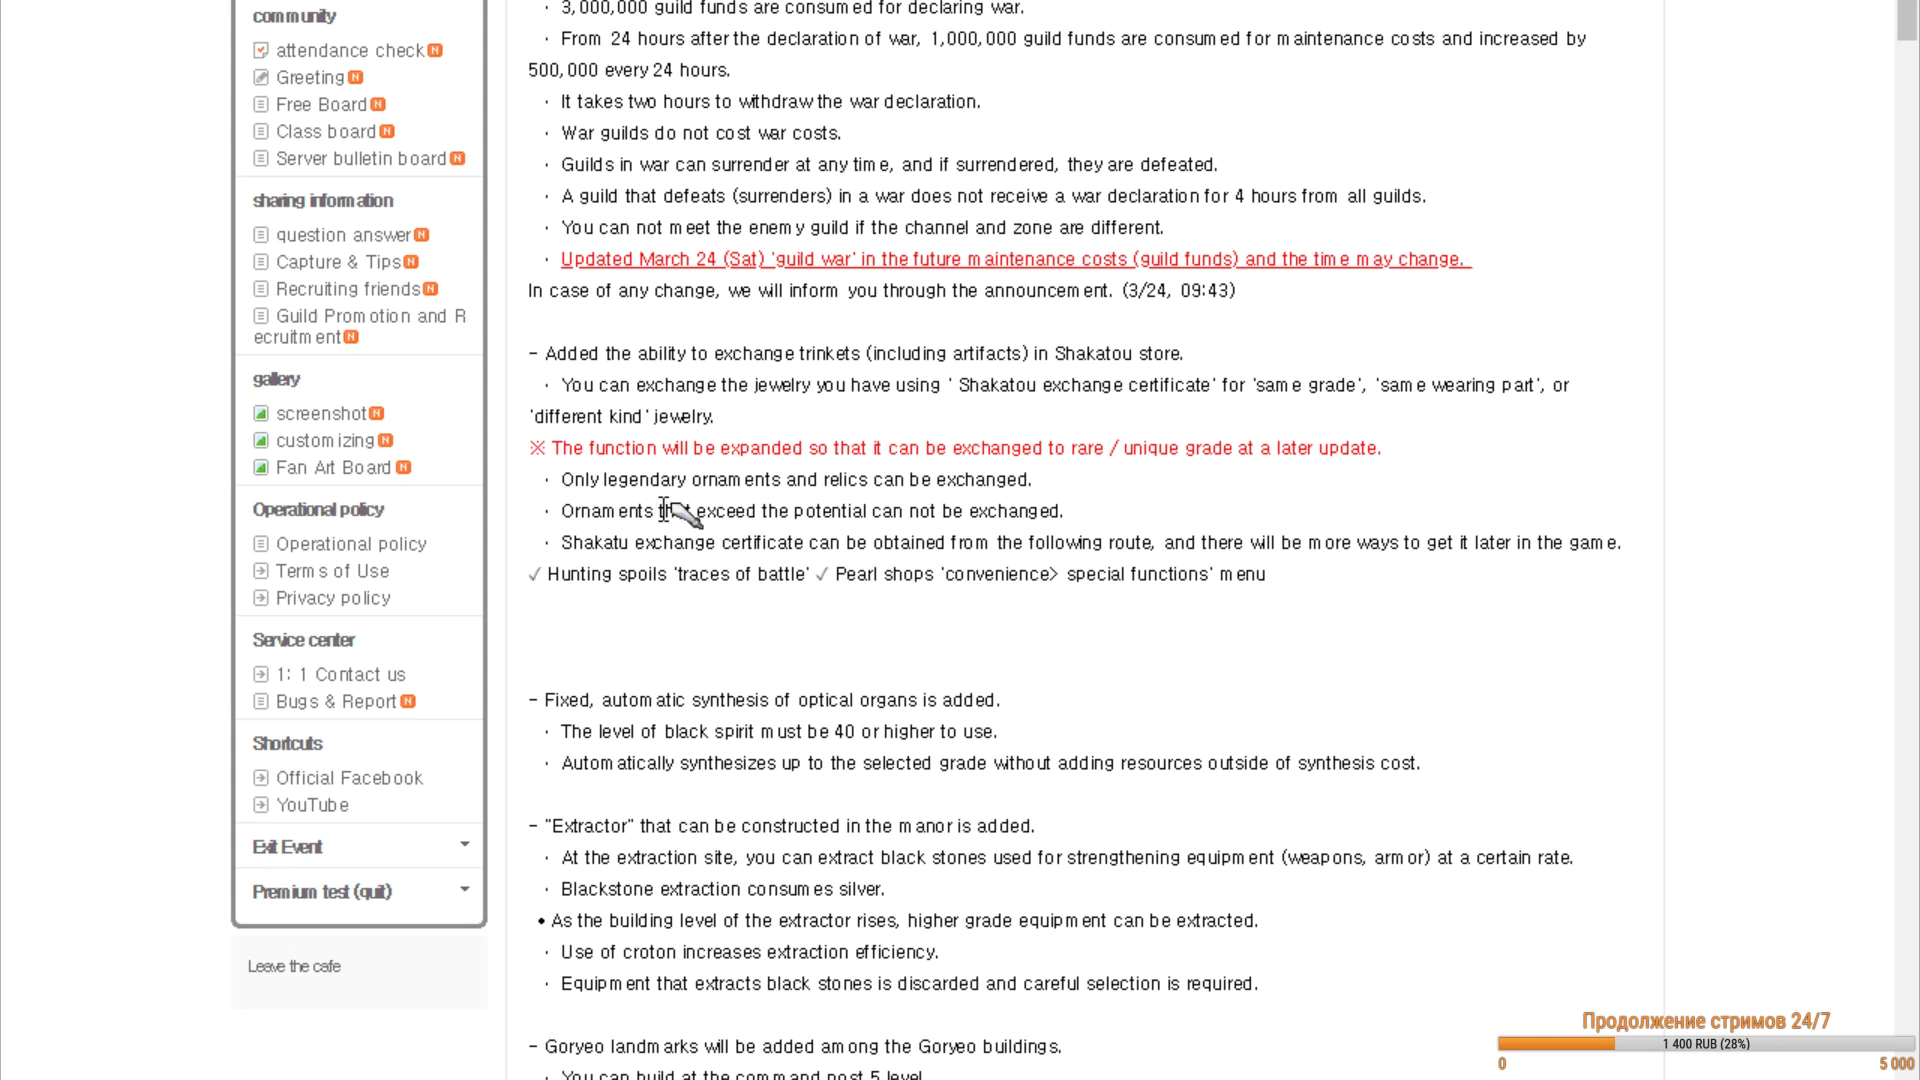 community
attendance check N
Greeting N
Free Board N
Class board N
Server bulletin board N
sharing information
question answer N
Capture & Tips N
Recruiting friends N
Guild Promotion and R
ecruitment N
gallery
screenshot N
customizing N
Fan Art Board N
Operational policy
Operational policy
Terms of Use
Privacy policy
Service center
1: 1 Contact us
Bugs & Report N
Shortcuts
Official Facebook
YouTube
Exit Event
Premium test (quit)
Leave the cafe
· 3,000,000 guild funds are consumed for declaring war.
· From 24 hours after the declaration of war, 1,000,000 guild funds are consumed for maintenance costs and increased by
500,000 every 24 hours.
· It takes two hours to withdraw the war declaration.
· War guilds do not cost war costs.
· Guilds in war can surrender at any time, and if surrendered, they are defeated.
· A guild that defeats (surrenders) in a war does not receive a war declaration for 4 hours from all guilds.
· You can not meet the enemy guild if the channel and zone are different.
· Updated March 24 (Sat) 'guild war' in the future maintenance costs (guild funds) and the time may change.
In case of any change, we will inform you through the announcement. (3/24, 09:43)
- Added the ability to exchange trinkets (including artifacts) in Shakatou store.
· You can exchange the jewelry you have using ' Shakatou exchange certificate' for 'same grade', 'same wearing part', or
'different kind' jewelry.
※ The function will be expanded so that it can be exchanged to rare / unique grade at a later update.
· Only legendary ornaments and relics can be exchanged.
· Ornaments that exceed the potential can not be exchanged.
· Shakatu exchange certificate can be obtained from the following route, and there will be more ways to get it later in the game.
✓ Hunting spoils 'traces of battle' ✓ Pearl shops 'convenience> special functions' menu
- Fixed, automatic synthesis of optical organs is added.
· The level of black spirit must be 40 or higher to use.
· Automatically synthesizes up to the selected grade without adding resources outside of synthesis cost.
- "Extractor" that can be constructed in the manor is added.
· At the extraction site, you can extract black stones used for strengthening equipment (weapons, armor) at a certain rate.
· Blackstone extraction consumes silver.
• As the building level of the extractor rises, higher grade equipment can be extracted.
· Use of croton increases extraction efficiency.
· Equipment that extracts black stones is discarded and careful selection is required.
- Goryeo landmarks will be added among the Goryeo buildings.
· You can build at the command post 5 level
Продолжение стримов 24/7
1 400 RUB (28%)
0 5 000